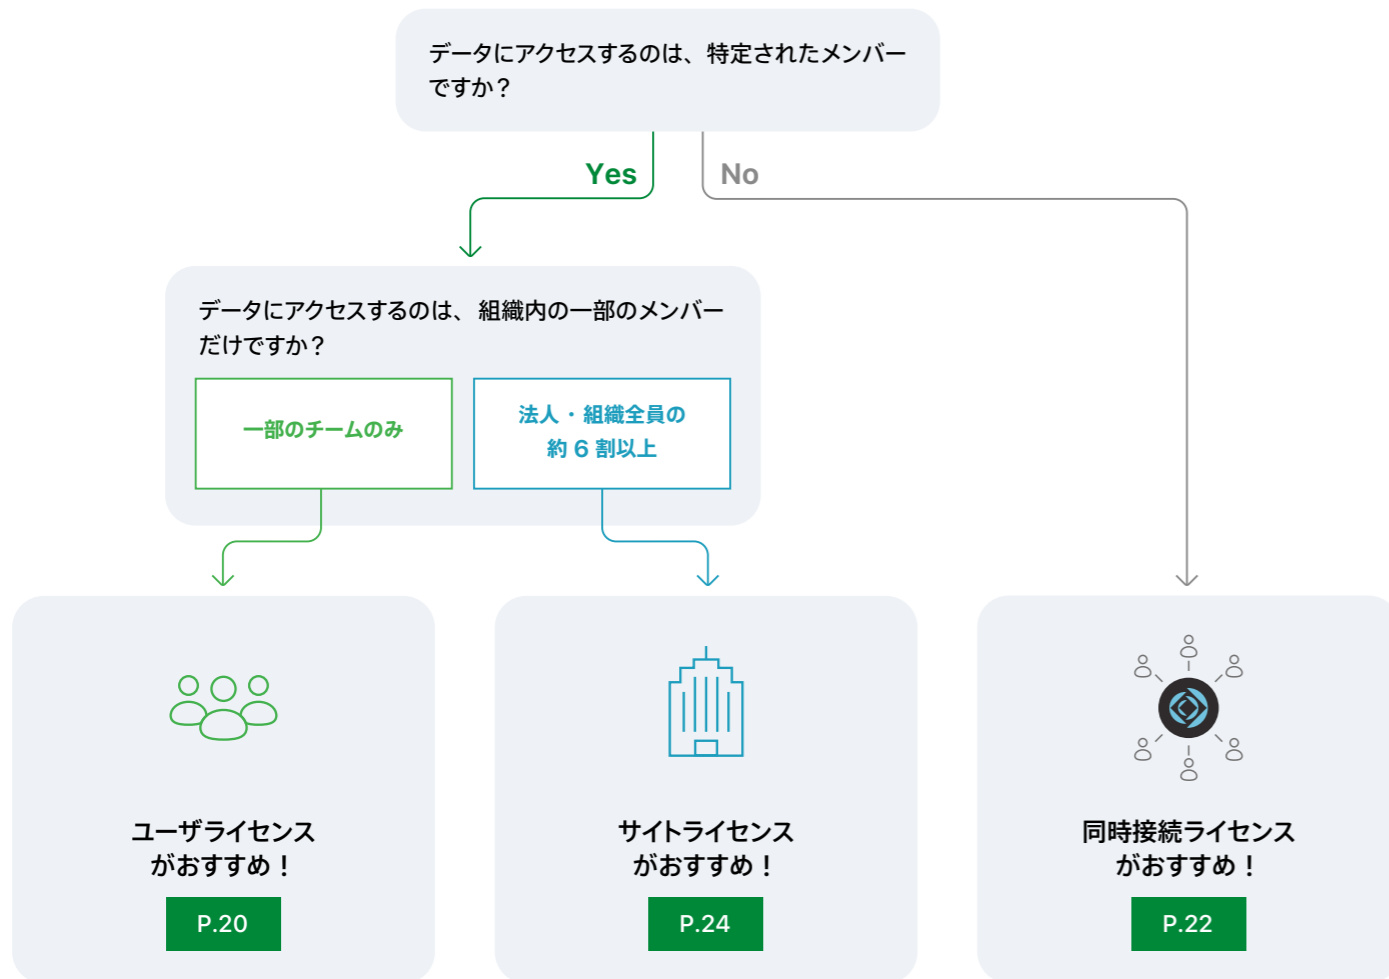 データにアクセスするのは、特定されたメンバー
ですか？
Yes
No
データにアクセスするのは、組織内の一部のメンバー
だけですか？
一部のチームのみ
法人・組織全員の
約 6 割以上
ユーザライセンス
がおすすめ！
P.20
サイトライセンス
がおすすめ！
P.24
同時接続ライセンス
がおすすめ！
P.22